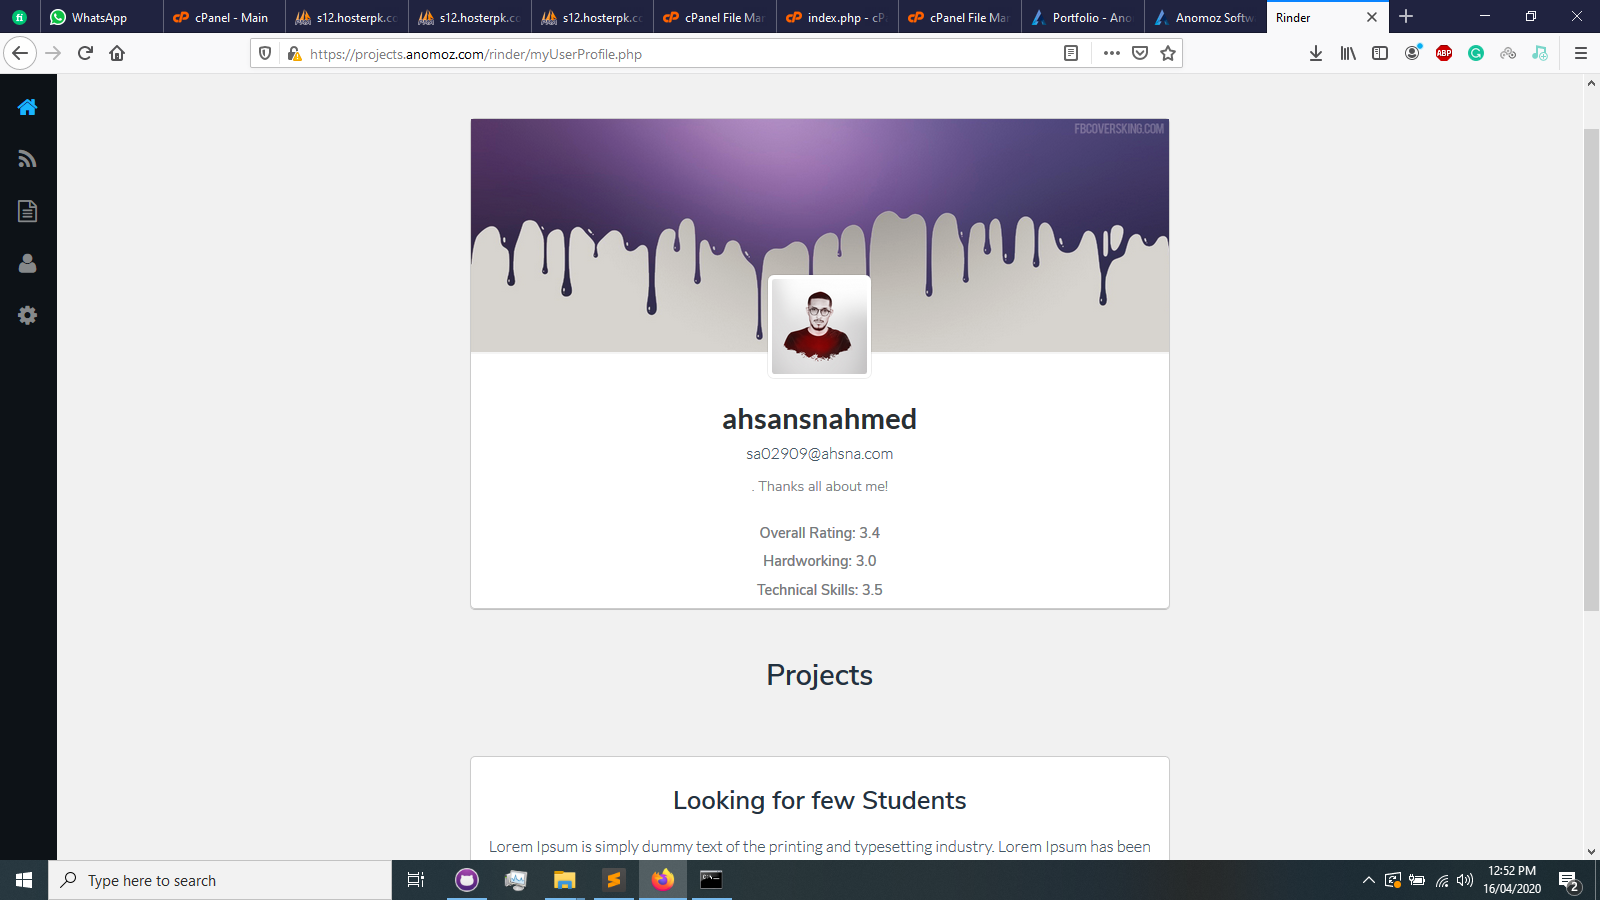 WhatsApp
cPanel - Main
s12.hosterpk.co
s12.hosterpk.co
s12.hosterpk.co
cPanel File Mar
index.php - cP
cPanel File Mar
Portfolio - Ano
Anomoz Softw
Rinder
https://projects.anomoz.com/rinder/myUserProfile.php
ABP
FBCOVERSKING.COM
ahsansnahmed
sa02909@ahsna.com
. Thanks all about me!
Overall Rating: 3.4
Hardworking: 3.0
Technical Skills: 3.5
Projects
Looking for few Students
Lorem Ipsum is simply dummy text of the printing and typesetting industry. Lorem Ipsum has been
Type here to search
12:52 PM
16/04/2020
2